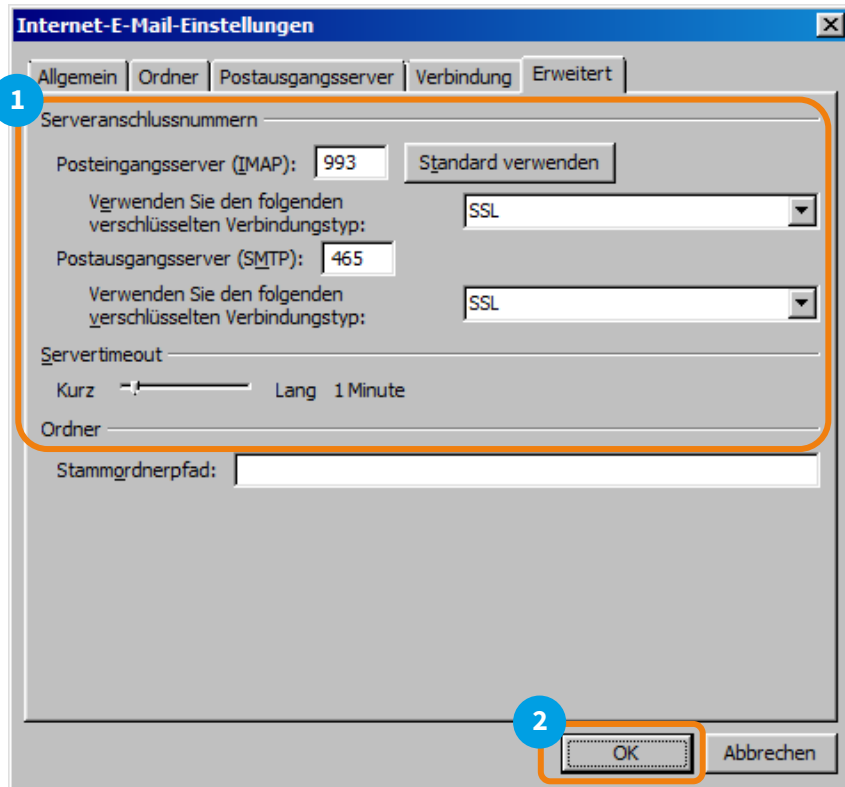 Internet-E-Mail-Einstellungen
Allgemein Ordner Postausgangsserver Verbindung Erweitert
1
Serveranschlussnummern
Posteingangsserver (IMAP): 993 Standard verwenden
Verwenden Sie den folgenden
verschlüsselten Verbindungstyp: SSL
Postausgangsserver (SMTP): 465
Verwenden Sie den folgenden
verschlüsselten Verbindungstyp: SSL
Servertimeout
Kurz Lang 1 Minute
Ordner
Stammordnerpfad:
2
OK Abbrechen